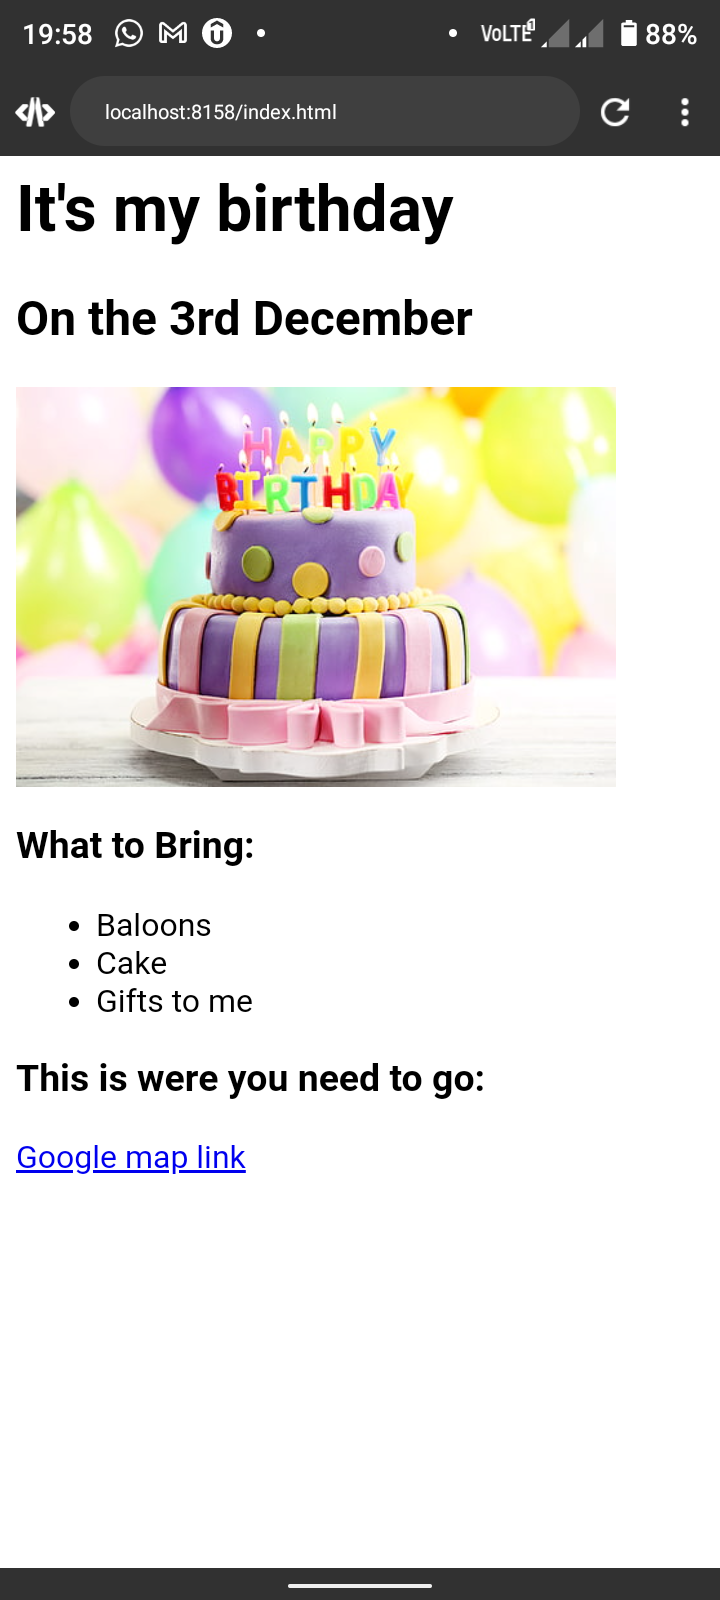 19:58 VoLTE 88%
localhost:8158/index.html
It's my birthday
On the 3rd December
HAPPY
BIRTHDAY
What to Bring:
Baloons
Cake
Gifts to me
This is were you need to go:
Google map link